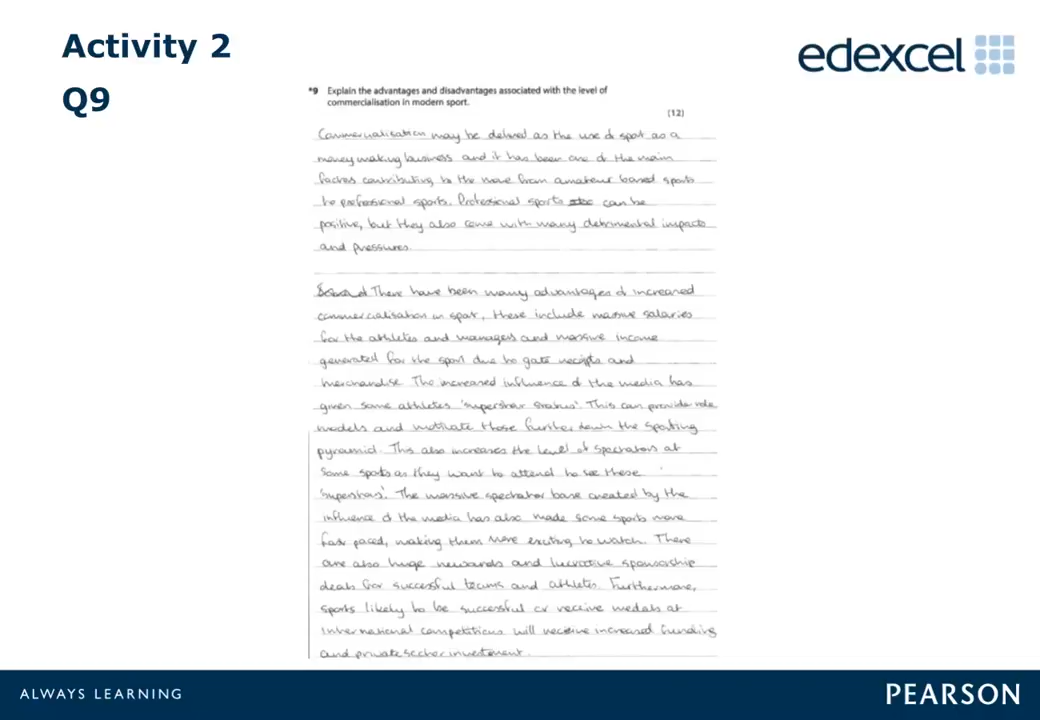 Activity 2
Q9
edexcel
*9 Explain the advantages and disadvantages associated with the level of
commercialisation in modern sport.
(12)
Commercialisation may be defined as the use of sport as a
money making business and it has been one of the main
factors contributing to the move from amateur based sports
to professional sports. Professional sports can be
positive, but they also come with many detrimental impacts
and pressures.
There have been many advantages of increased
commercialisation in sport, these include massive salaries
for the athletes and managers and massive income
generated for the sport due to gate receipts and
merchandise. The increased influence of the media has
given some athletes 'superstar status'. This can provide role
models and motivate those further down the sporting
pyramid. This also increases the level of spectators at
some sports as they want to attend to see these
'superstars'. The massive spectator base created by the
influence of the media has also made some sports more
fast paced, making them more exciting to watch. There
are also huge rewards and lucrative sponsorship
deals for successful teams and athletes. Furthermore,
sports likely to be successful or receive medals at
international competitions will receive increased funding
and private sector investment.
ALWAYS LEARNING
PEARSON